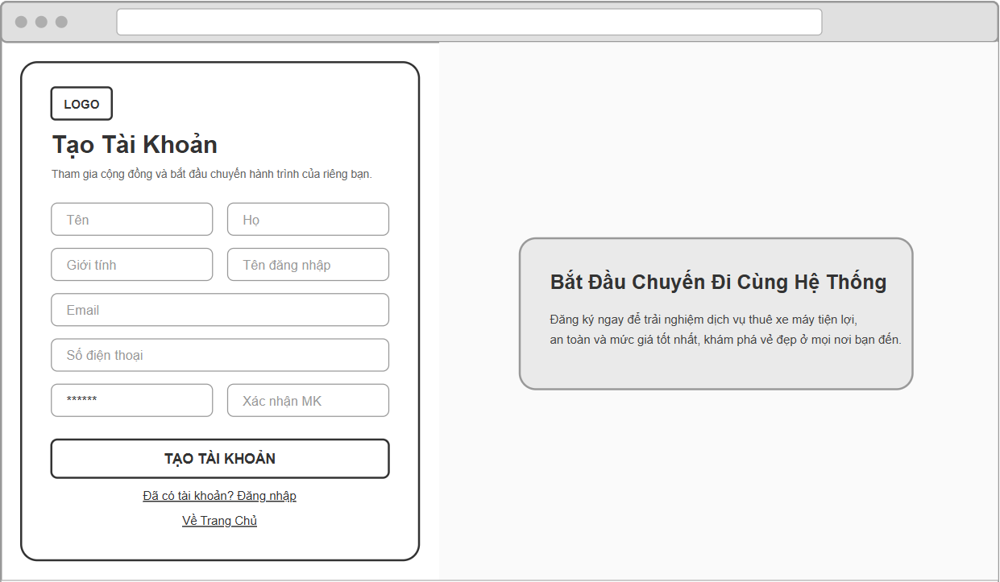 LOGO
Tạo Tài Khoản
Tham gia cộng đồng và bắt đầu chuyến hành trình của riêng bạn.
Tên
Họ
Giới tính
Tên đăng nhập
Email
Số điện thoại
******
Xác nhận MK
TẠO TÀI KHOẢN
Đã có tài khoản? Đăng nhập
Về Trang Chủ
Bắt Đầu Chuyến Đi Cùng Hệ Thống
Đăng ký ngay để trải nghiệm dịch vụ thuê xe máy tiện lợi,
an toàn và mức giá tốt nhất, khám phá vẻ đẹp ở mọi nơi bạn đến.